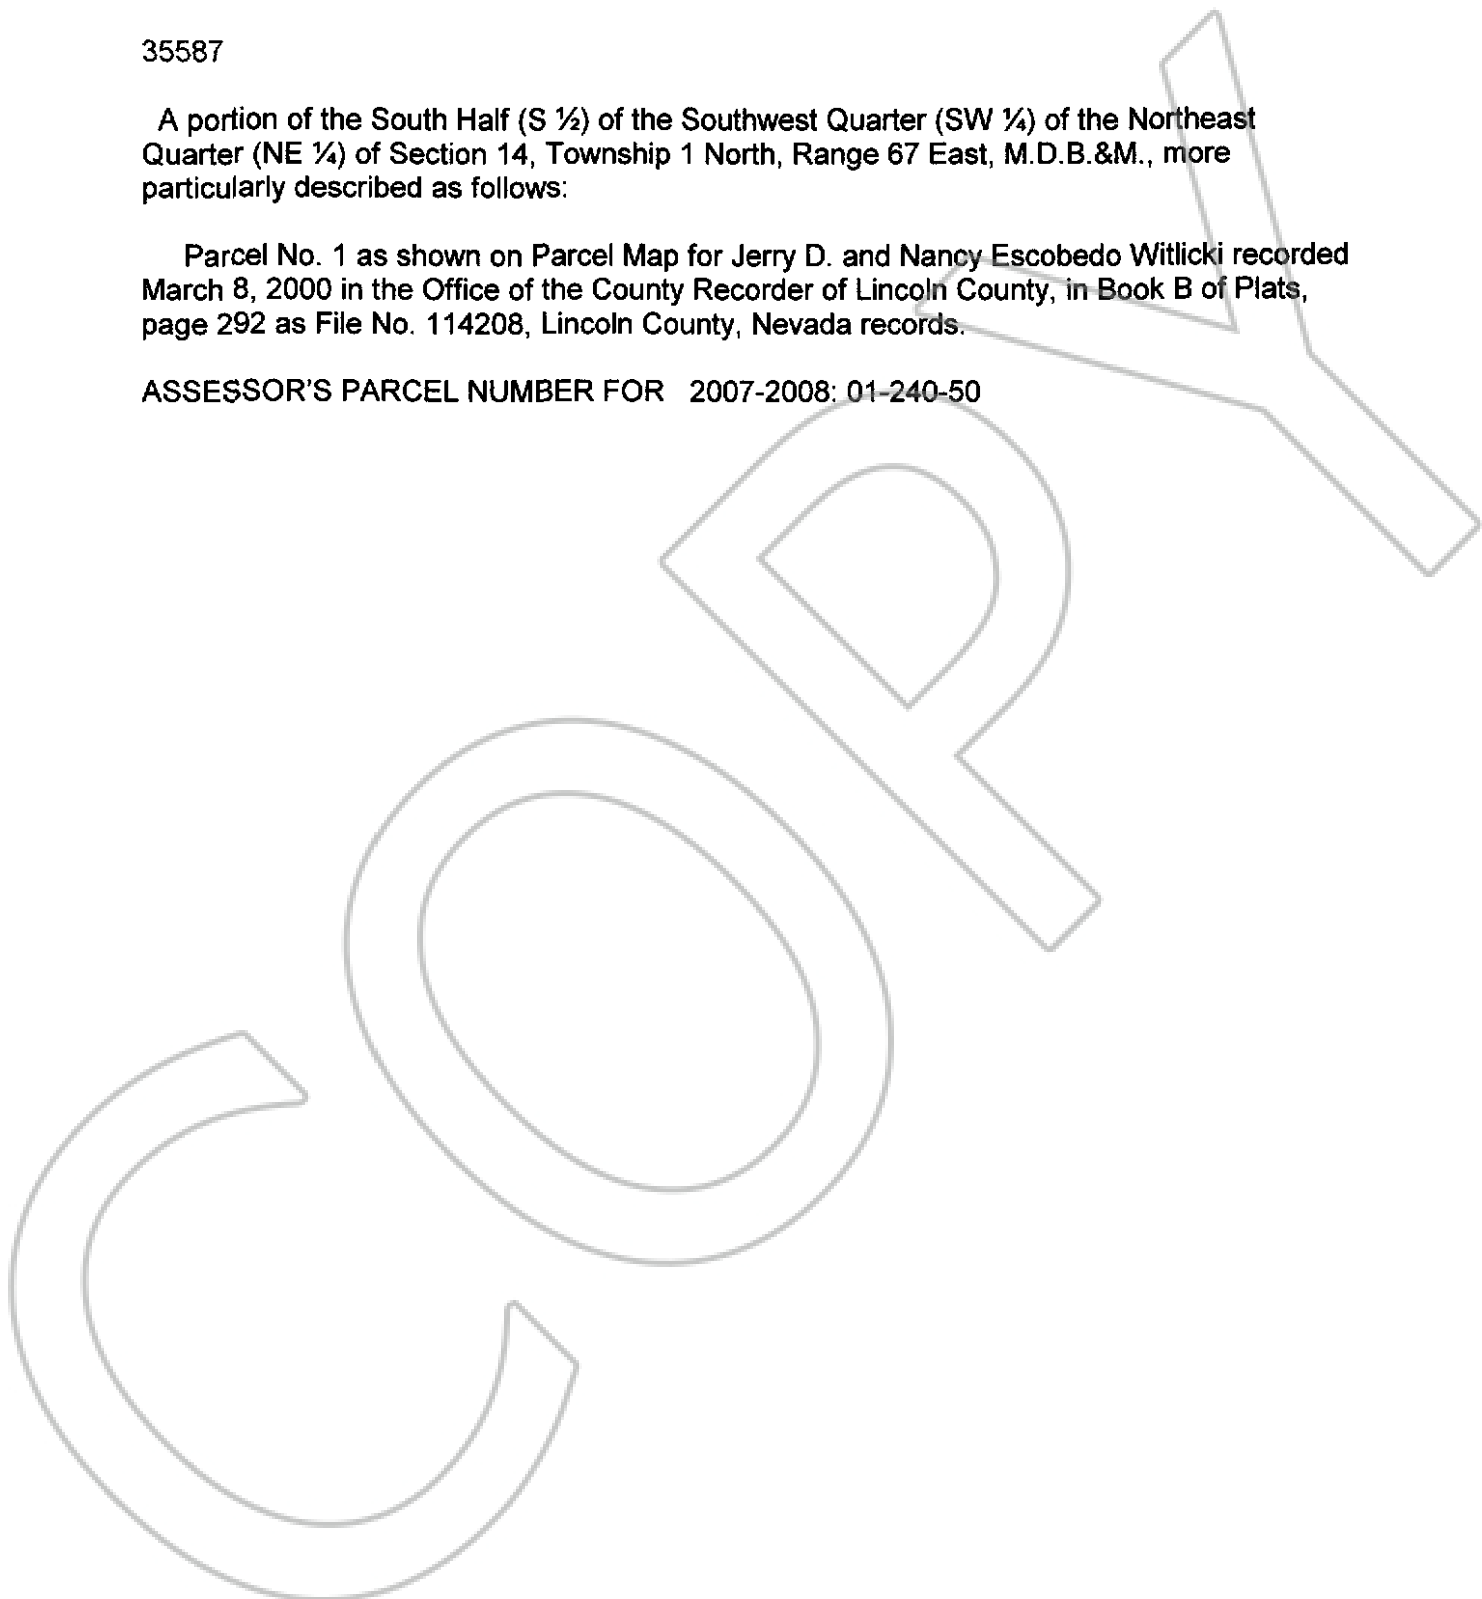 35587
A portion of the South Half (S ½) of the Southwest Quarter (SW ¼) of the Northeast
Quarter (NE ¼) of Section 14, Township 1 North, Range 67 East, M.D.B.&M., more
particularly described as follows:
Parcel No. 1 as shown on Parcel Map for Jerry D. and Nancy Escobedo Witlicki recorded
March 8, 2000 in the Office of the County Recorder of Lincoln County, in Book B of Plats,
page 292 as File No. 114208, Lincoln County, Nevada records.
ASSESSOR'S PARCEL NUMBER FOR 2007-2008: 01-240-50
COPY